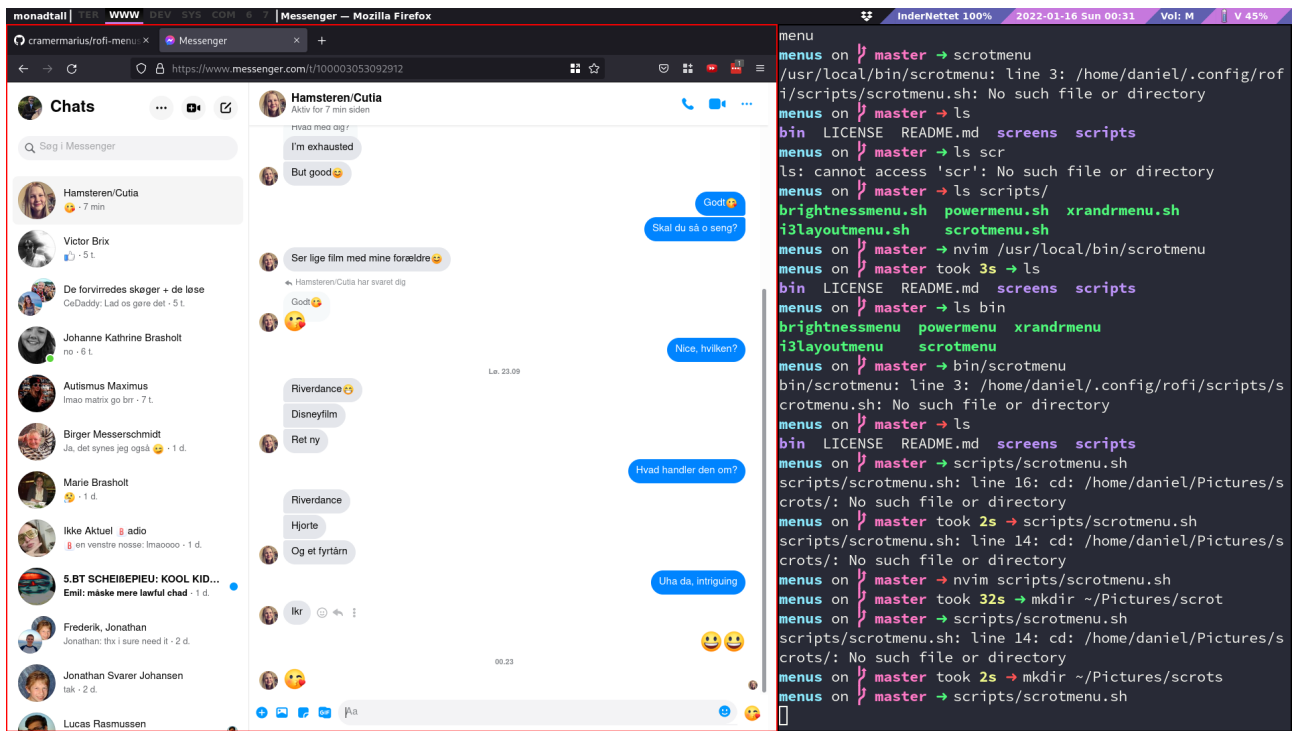 monadtall TER WWW DEV SYS COM 6 7 Messenger — Mozilla Firefox
InderNettet 100% 2022-01-16 Sun 00:31 Vol: M V 45%
cramermarius/rofi-menus Messenger
https://www.messenger.com/t/100003053092912
Chats
Søg i Messenger
Hamsteren/Cutia
· 7 min
Victor Brix
· 5 t.
De forvirredes skøger + de løse
CeDaddy: Lad os gøre det · 5 t.
Johanne Kathrine Brasholt
no · 6 t.
Autismus Maximus
lmao matrix go brr · 7 t.
Birger Messerschmidt
Ja, det synes jeg også 😊 · 1 d.
Marie Brasholt
🤔 · 1 d.
Ikke Aktuel 🅱adio
🅱 en venstre nosse: lmaoooo · 1 d.
5.BT SCHEIßEPIEU: KOOL KID...
Emil: måske mere lawful chad · 1 d.
Frederik, Jonathan
Jonathan: thx i sure need it · 2 d.
Jonathan Svarer Johansen
tak · 2 d.
Lucas Rasmussen
Hamsteren/Cutia
Aktiv for 7 min siden
Hvad med dig?
I'm exhausted
But good😊
Godt😘
Skal du så o seng?
Ser lige film med mine forældre😊
Hamsteren/Cutia har svaret dig
Godt😘
😘
Nice, hvilken?
Lø. 23.09
Riverdance
Disneyfilm
Ret ny
Hvad handler den om?
Riverdance
Hjorte
Og et fyrtårn
Uha da, intriguing
Ikr
😃😃
00.23
😘
GIF Aa
menu
menus on master → scrotmenu
/usr/local/bin/scrotmenu: line 3: /home/daniel/.config/rof
i/scripts/scrotmenu.sh: No such file or directory
menus on master → ls
bin LICENSE README.md screens scripts
menus on master → ls scr
ls: cannot access 'scr': No such file or directory
menus on master → ls scripts/
brightnessmenu.sh powermenu.sh xrandrmenu.sh
i3layoutmenu.sh scrotmenu.sh
menus on master → nvim /usr/local/bin/scrotmenu
menus on master took 3s → ls
bin LICENSE README.md screens scripts
menus on master → ls bin
brightnessmenu powermenu xrandrmenu
i3layoutmenu scrotmenu
menus on master → bin/scrotmenu
bin/scrotmenu: line 3: /home/daniel/.config/rofi/scripts/s
crotmenu.sh: No such file or directory
menus on master → ls
bin LICENSE README.md screens scripts
menus on master → scripts/scrotmenu.sh
scripts/scrotmenu.sh: line 16: cd: /home/daniel/Pictures/s
crots/: No such file or directory
menus on master took 2s → scripts/scrotmenu.sh
scripts/scrotmenu.sh: line 14: cd: /home/daniel/Pictures/s
crots/: No such file or directory
menus on master → nvim scripts/scrotmenu.sh
menus on master took 32s → mkdir ~/Pictures/scrot
menus on master → scripts/scrotmenu.sh
scripts/scrotmenu.sh: line 14: cd: /home/daniel/Pictures/s
crots/: No such file or directory
menus on master took 2s → mkdir ~/Pictures/scrots
menus on master → scripts/scrotmenu.sh